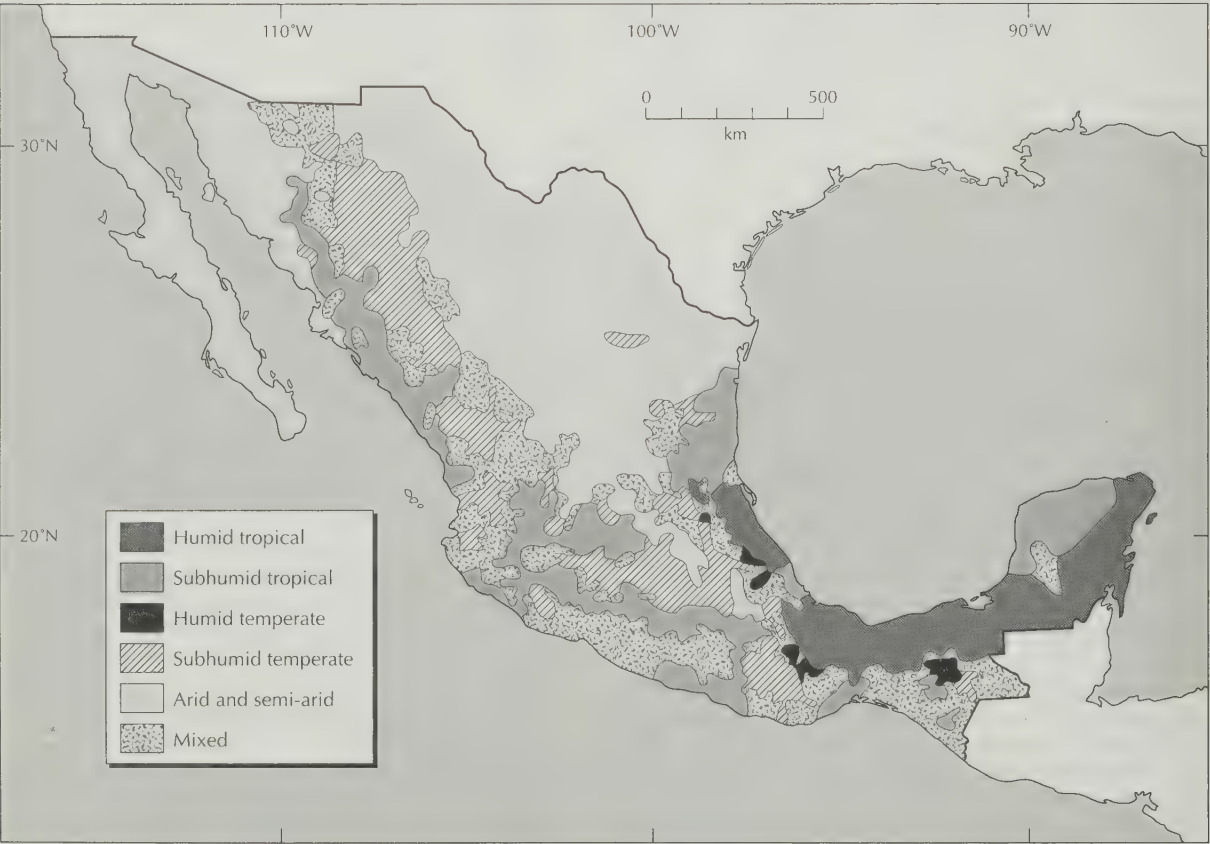 110°W
100°W
90°W
0
500
km
30°N
20°N
Humid tropical
Subhumid tropical
Humid temperate
Subhumid temperate
Arid and semi-arid
Mixed